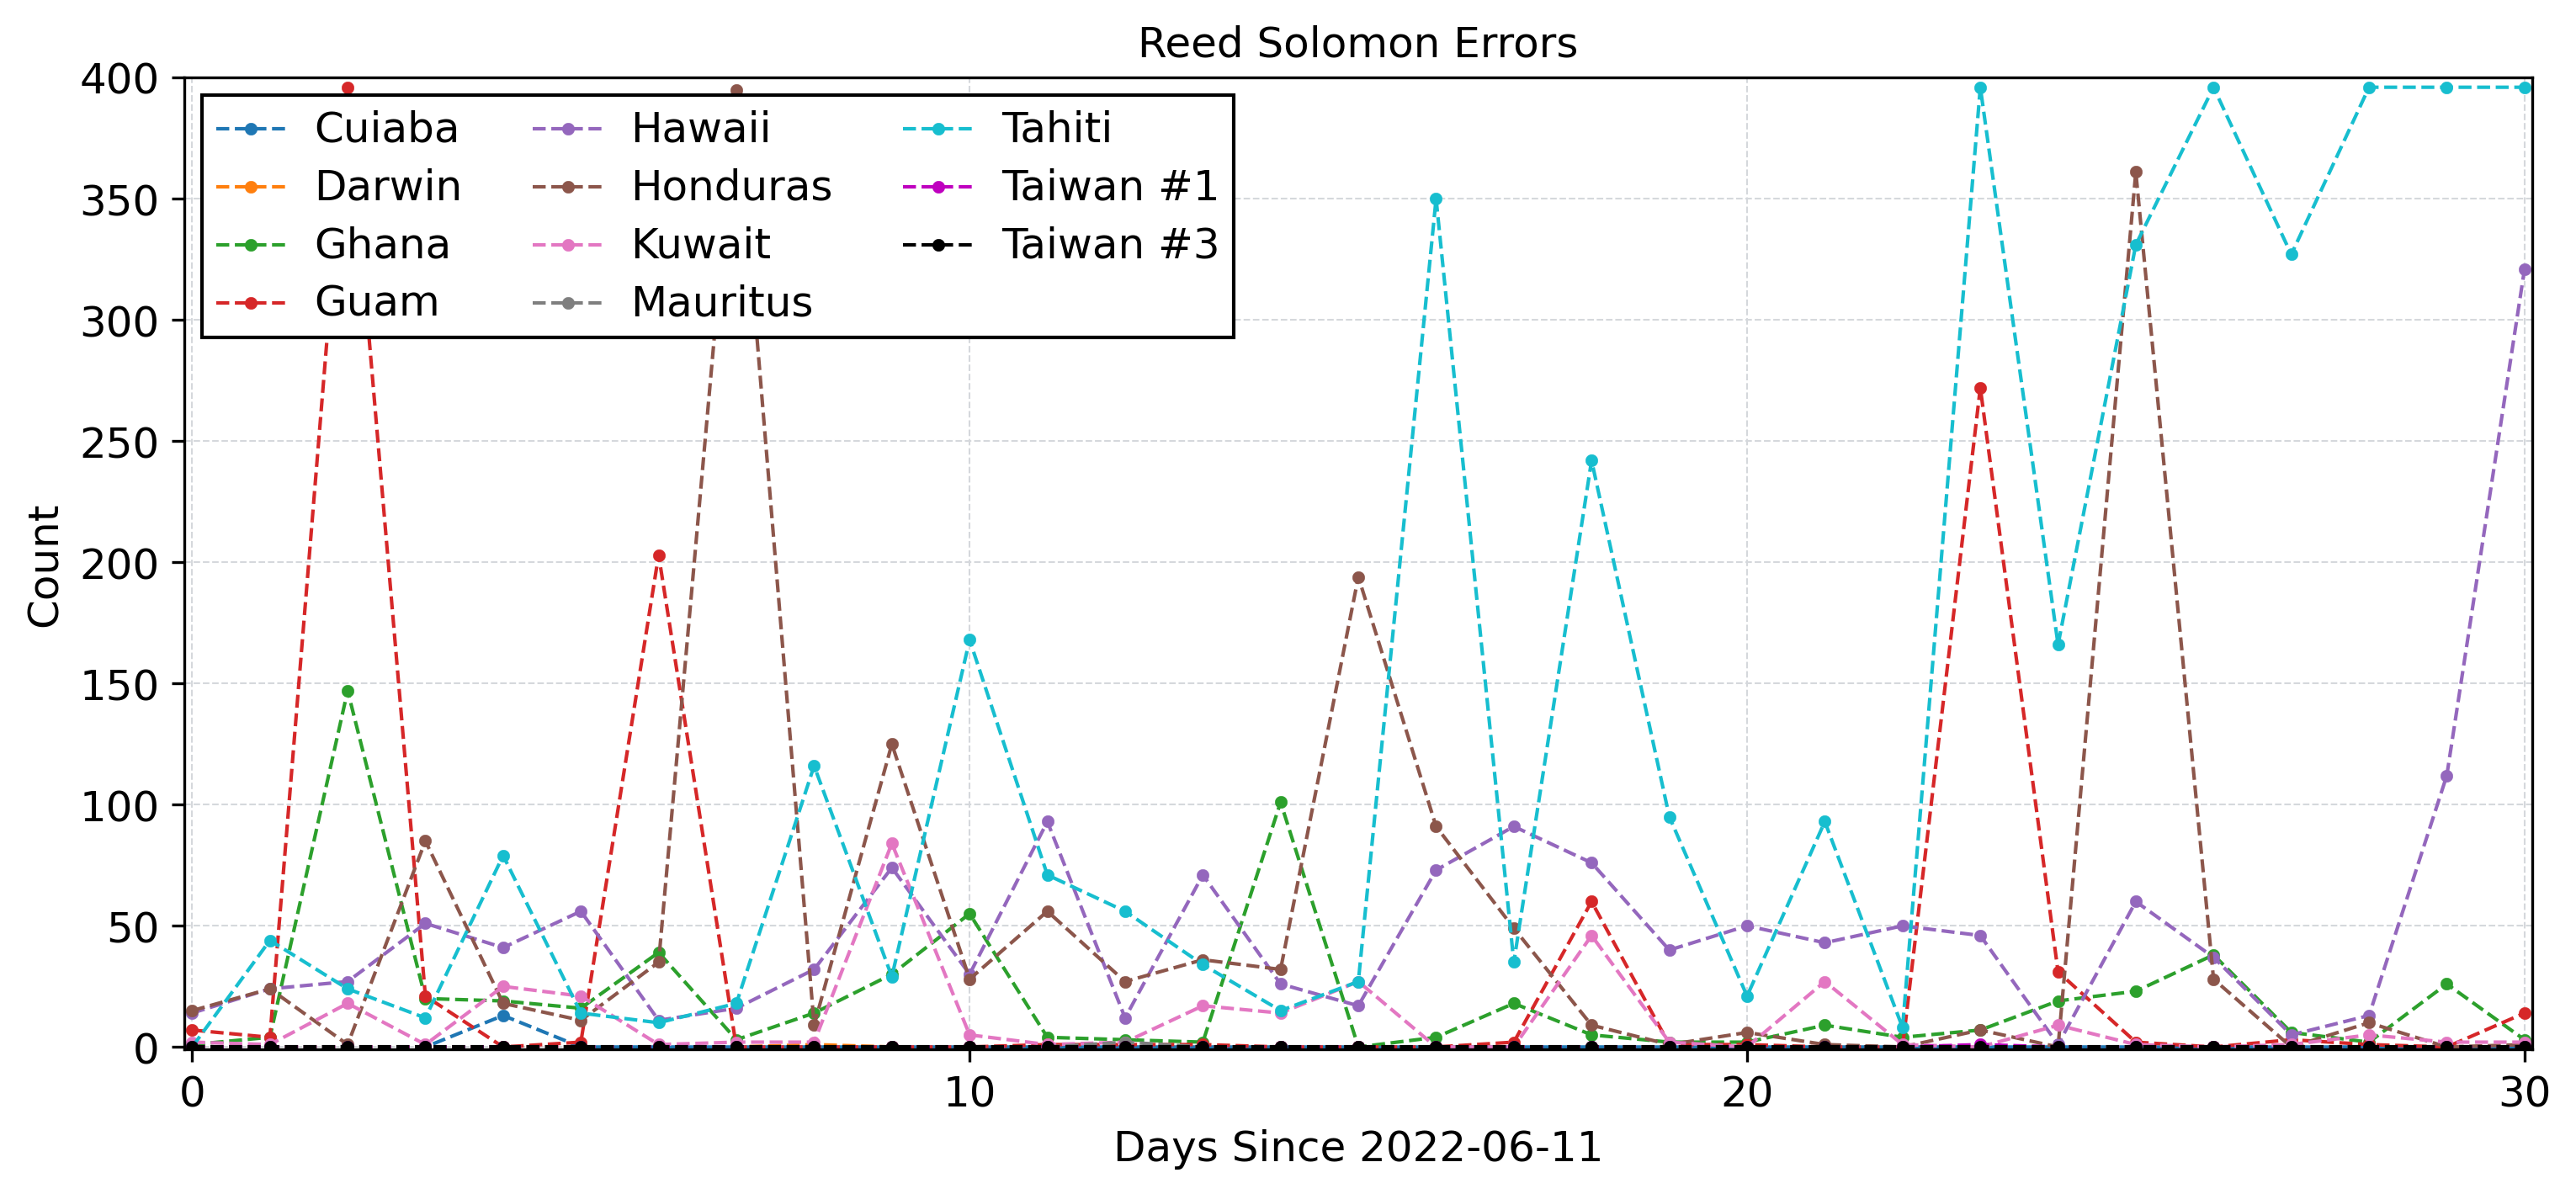 Reed Solomon Errors
400
350
300
250
200
150
100
50
0
Count
Cuiaba
Darwin
Ghana
Guam
Hawaii
Honduras
Kuwait
Mauritus
Tahiti
Taiwan #1
Taiwan #3
0 10 20 30
Days Since 2022-06-11